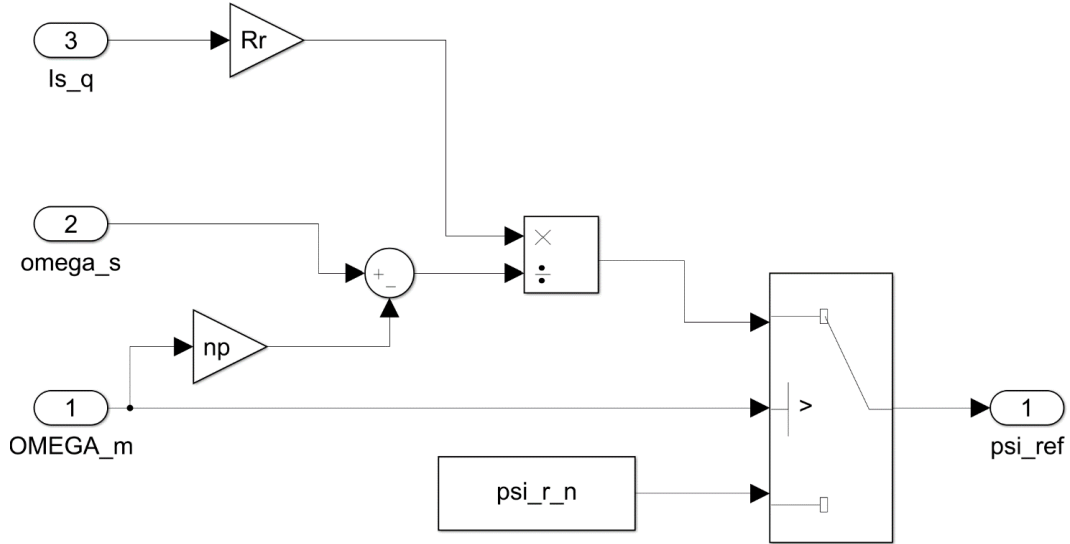 3
Is_q
Rr
2
omega_s
+
−
×
÷
np
1
OMEGA_m
>
1
psi_ref
psi_r_n